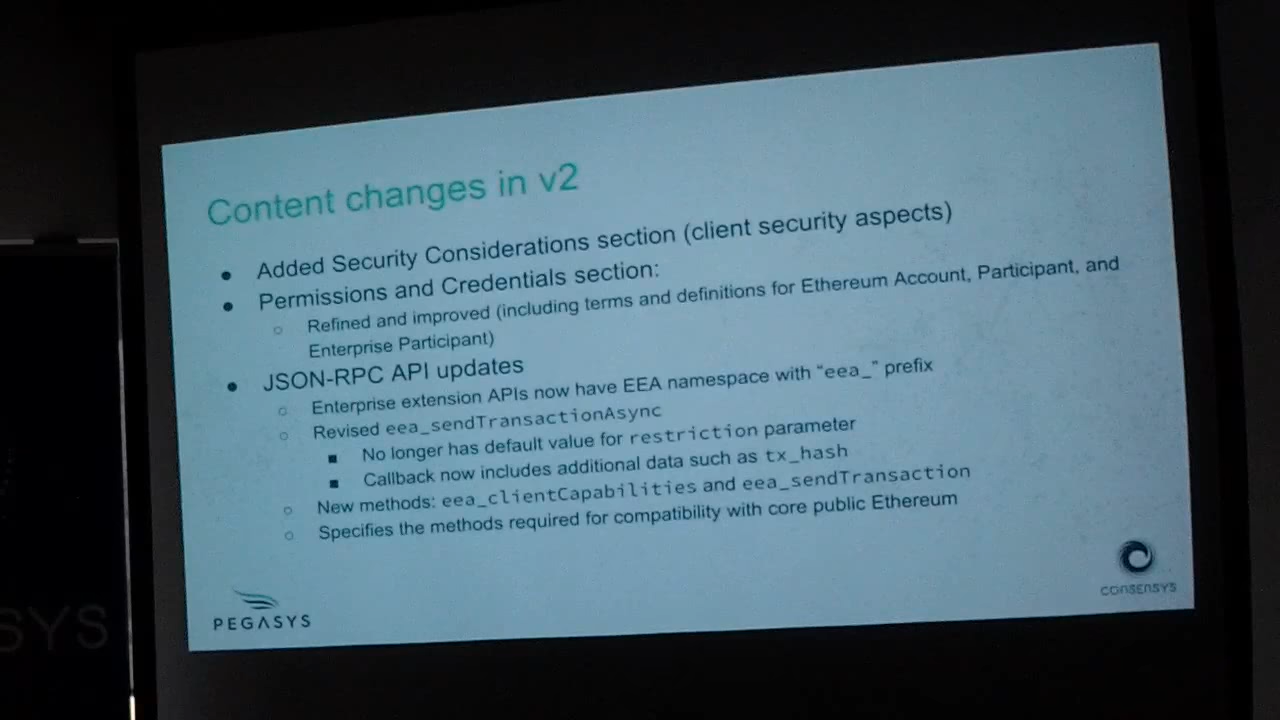 Content changes in v2
● Added Security Considerations section (client security aspects)
● Permissions and Credentials section:
○ Refined and improved (including terms and definitions for Ethereum Account, Participant, and
Enterprise Participant)
● JSON-RPC API updates
○ Enterprise extension APIs now have EEA namespace with “eea_” prefix
○ Revised eea_sendTransactionAsync
■ No longer has default value for restriction parameter
■ Callback now includes additional data such as tx_hash
○ New methods: eea_clientCapabilities and eea_sendTransaction
○ Specifies the methods required for compatibility with core public Ethereum
PEGASYS
CONSENSYS
SYS